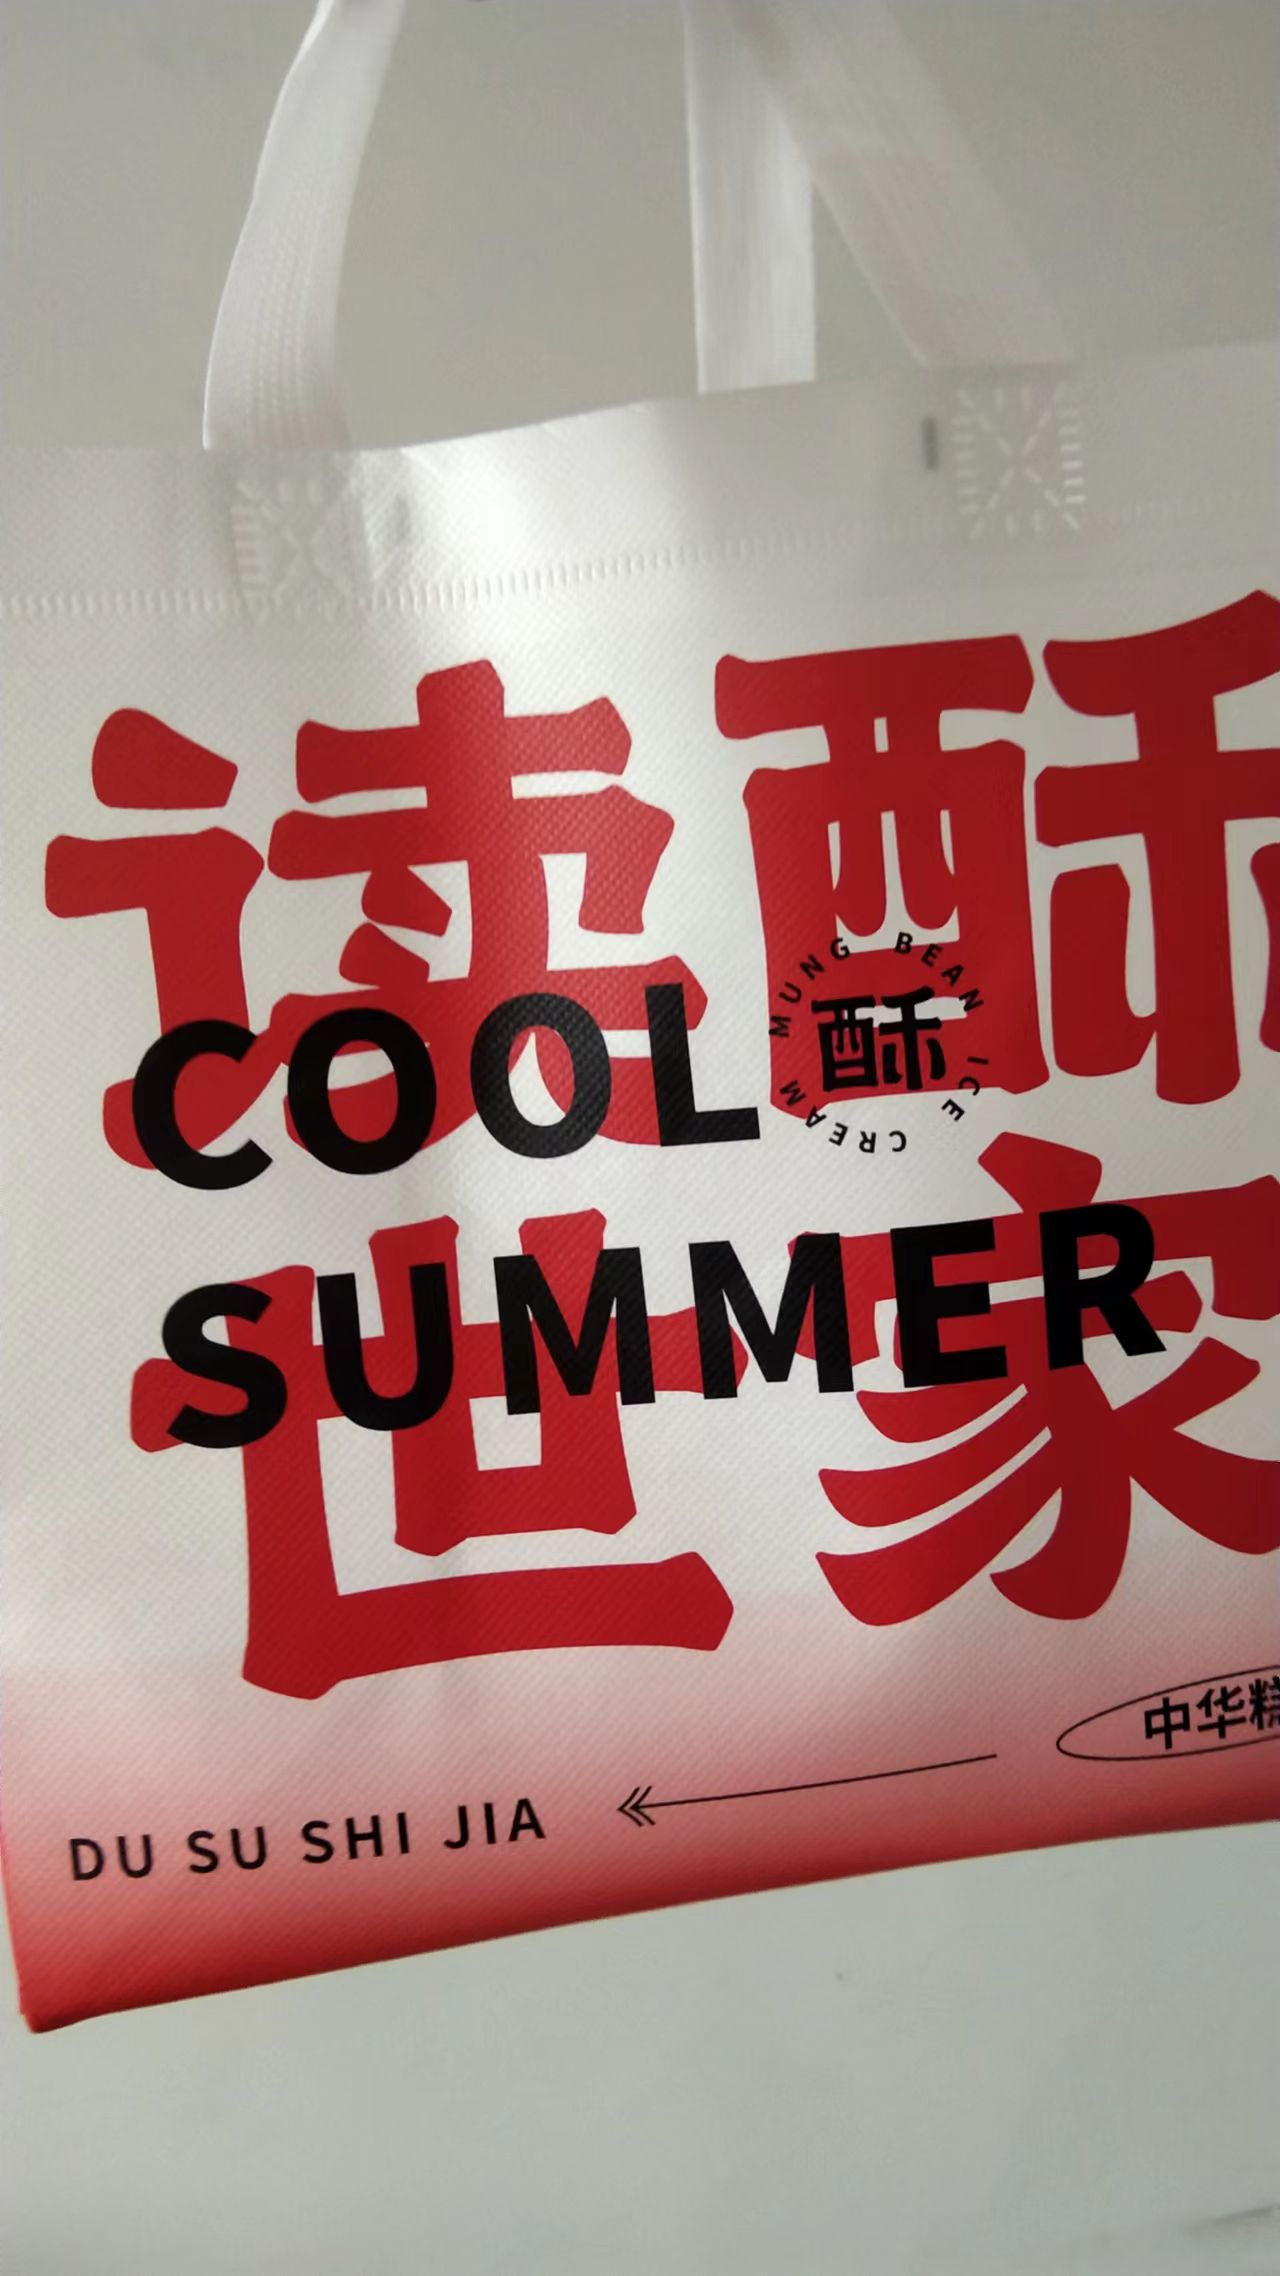 读酥
世家
COOL
MUNG BEAN ICE CREAM
酥
SUMMER
中华糕
DU SU SHI JIA